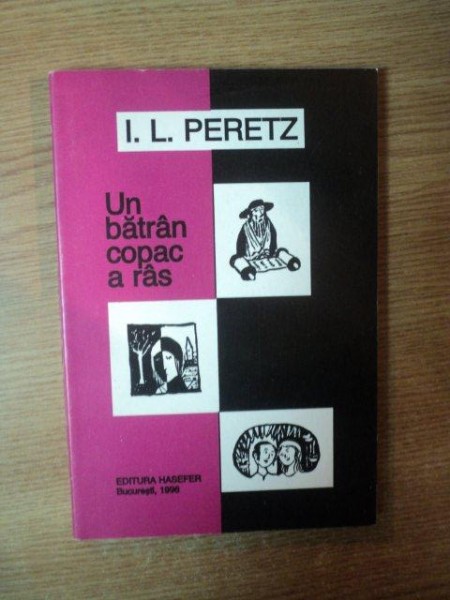 I. L. PERETZ
Un
bătrân
copac
a râs
EDITURA HASEFER
București, 1996